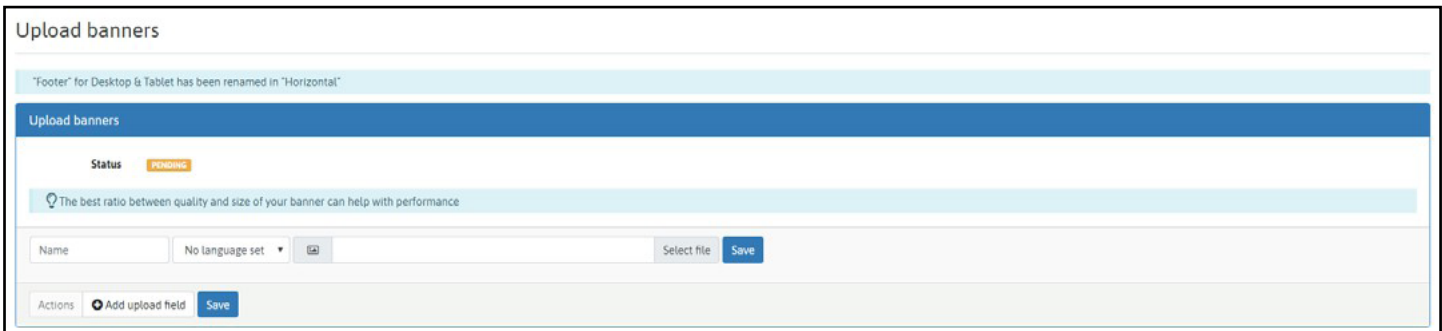 Upload banners
"Footer" for Desktop & Tablet has been renamed in "Horizontal"
Upload banners
Status PENDING
The best ratio between quality and size of your banner can help with performance
Name No language set Select file Save
Actions Add upload field Save